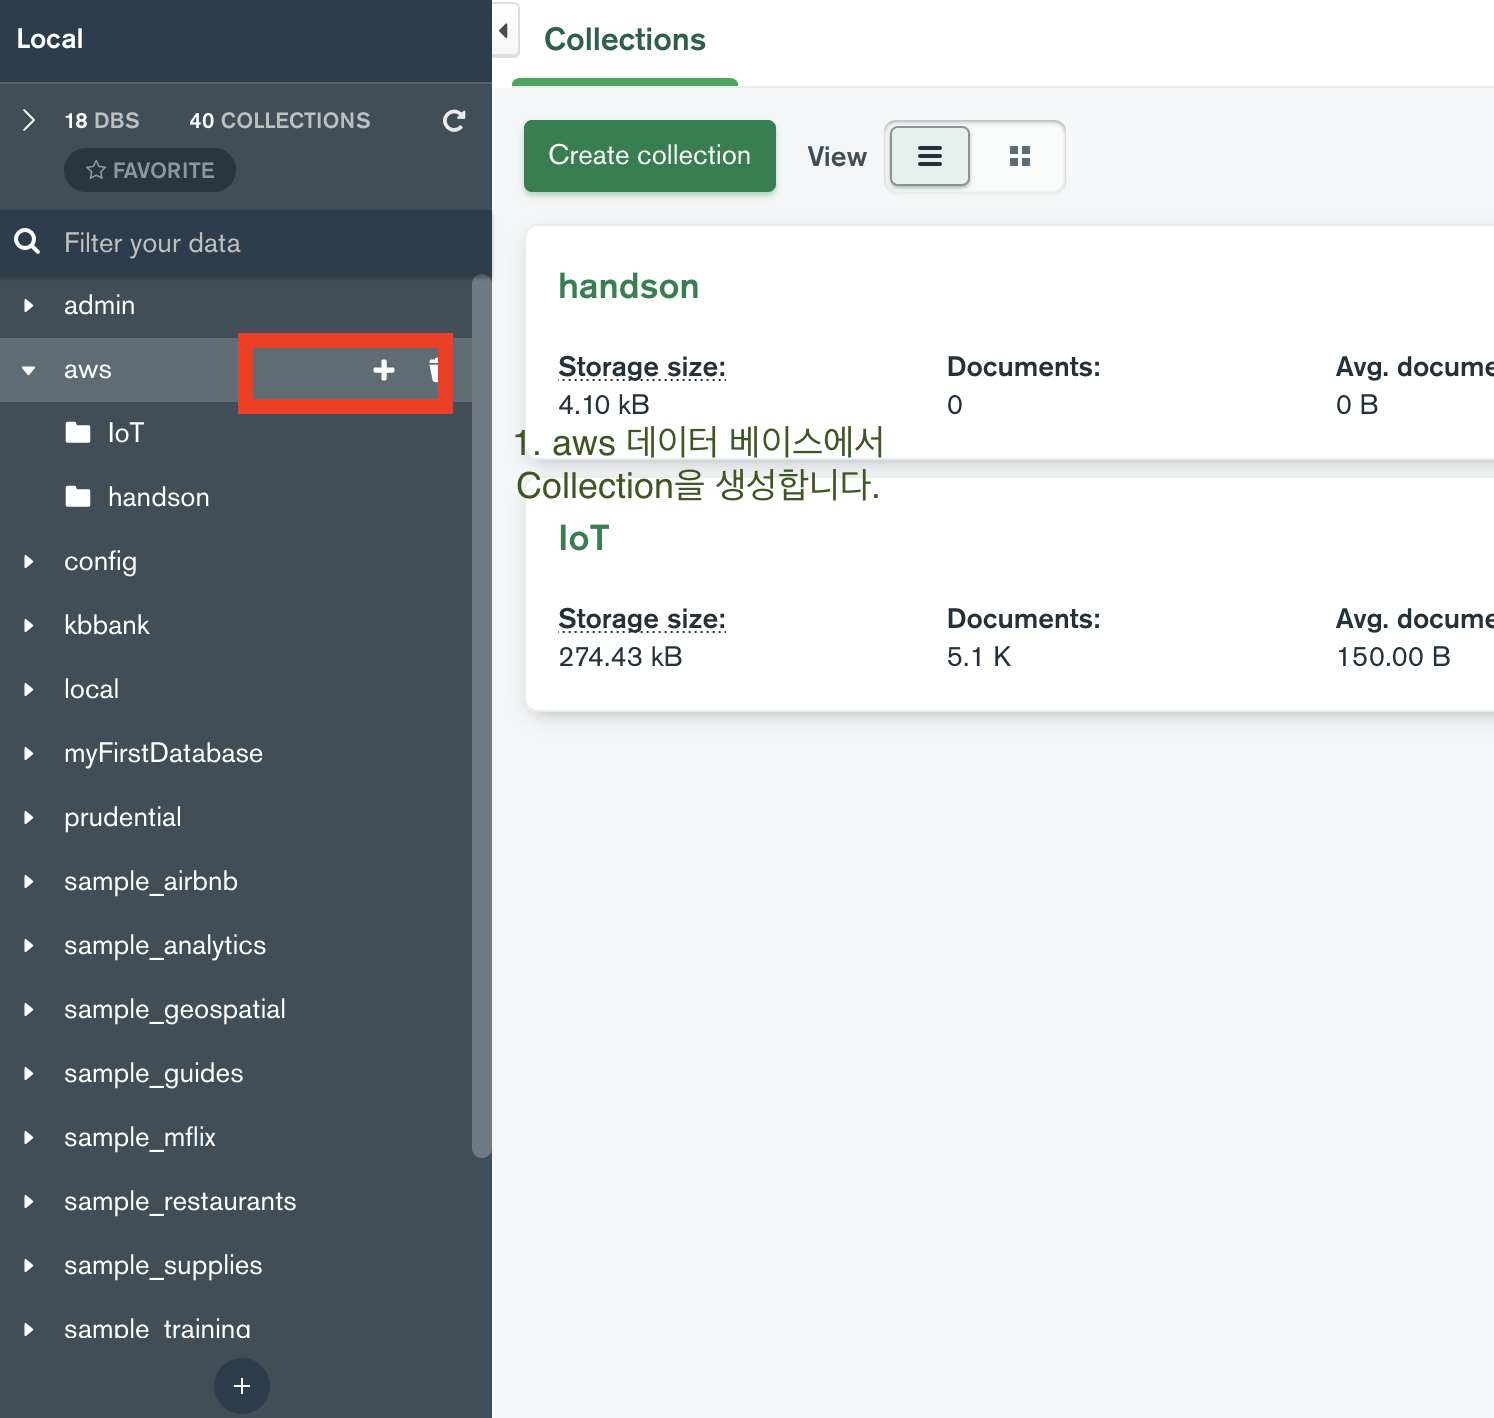 Local
18 DBS 40 COLLECTIONS
FAVORITE
Filter your data
admin
aws
IoT
handson
config
kbbank
local
myFirstDatabase
prudential
sample_airbnb
sample_analytics
sample_geospatial
sample_guides
sample_mflix
sample_restaurants
sample_supplies
sample_training
Collections
Create collection
View
handson
Storage size: Documents: Avg. docume
4.10 kB 0 0 B
1. aws 데이터 베이스에서
Collection을 생성합니다.
IoT
Storage size: Documents: Avg. docume
274.43 kB 5.1 K 150.00 B